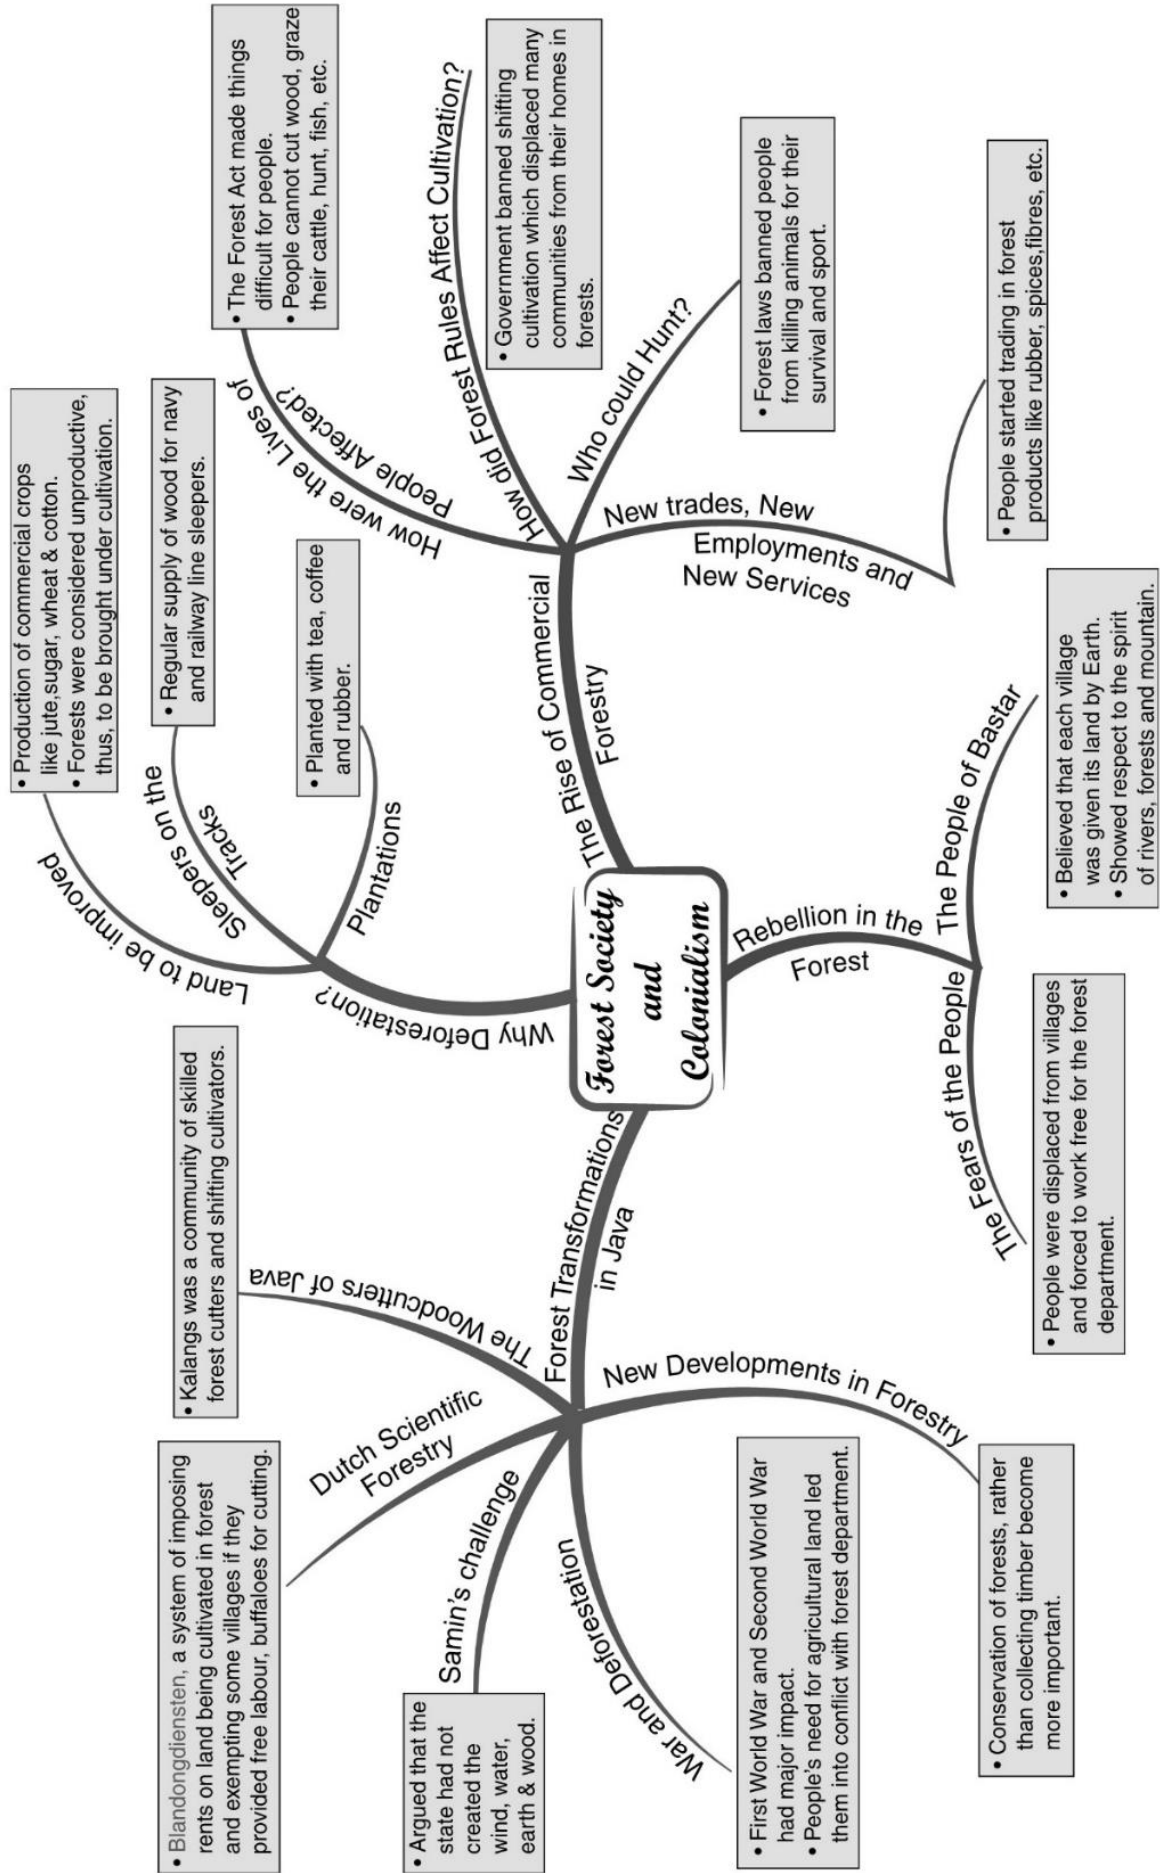 Forest Society
and
Colonialism
Why Deforestation?
Land to be improved
• Production of commercial crops
like jute,sugar, wheat & cotton.
• Forests were considered unproductive,
thus, to be brought under cultivation.
Sleepers on the
Tracks
• Regular supply of wood for navy
and railway line sleepers.
Plantations
• Planted with tea, coffee
and rubber.
The Rise of Commercial
Forestry
How were the Lives of
People Affected?
• The Forest Act made things
difficult for people.
• People cannot cut wood, graze
their cattle, hunt, fish, etc.
How did Forest Rules Affect Cultivation?
• Government banned shifting
cultivation which displaced many
communities from their homes in
forests.
Who could Hunt?
• Forest laws banned people
from killing animals for their
survival and sport.
New trades, New
Employments and
New Services
• People started trading in forest
products like rubber, spices,fibres, etc.
Rebellion in the
Forest
The People of Bastar
• Believed that each village
was given its land by Earth.
• Showed respect to the spirit
of rivers, forests and mountain.
The Fears of the People
• People were displaced from villages
and forced to work free for the forest
department.
Forest Transformations
in Java
The Woodcutters of Java
• Kalangs was a community of skilled
forest cutters and shifting cultivators.
Dutch Scientific
Forestry
• Blandongdiensten, a system of imposing
rents on land being cultivated in forest
and exempting some villages if they
provided free labour, buffaloes for cutting.
Samin's challenge
• Argued that the
state had not
created the
wind, water,
earth & wood.
War and Deforestation
• First World War and Second World War
had major impact.
• People's need for agricultural land led
them into conflict with forest department.
New Developments in Forestry
• Conservation of forests, rather
than collecting timber become
more important.